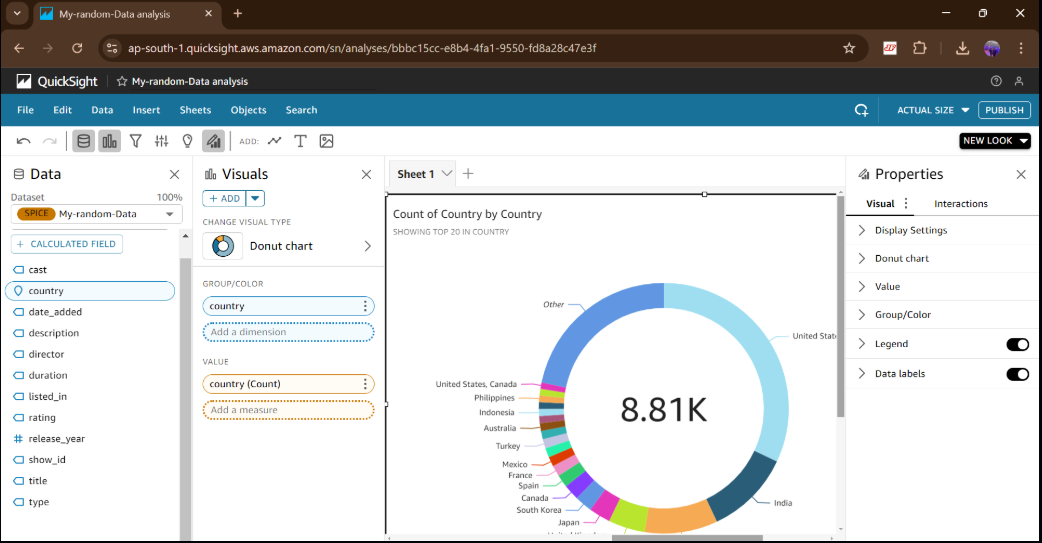 My-random-Data analysis
ap-south-1.quicksight.aws.amazon.com/sn/analyses/bbbc15cc-e8b4-4fa1-9550-fd8a28c47e3f
QuickSight
My-random-Data analysis
File Edit Data Insert Sheets Objects Search
ACTUAL SIZE
PUBLISH
ADD:
NEW LOOK
Data
Dataset
100%
SPICE My-random-Data
+ CALCULATED FIELD
cast
country
date_added
description
director
duration
listed_in
rating
# release_year
show_id
title
type
Visuals
+ ADD
CHANGE VISUAL TYPE
Donut chart
GROUP/COLOR
country
Add a dimension
VALUE
country (Count)
Add a measure
Sheet 1
Count of Country by Country
SHOWING TOP 20 IN COUNTRY
Other
United States, Canada
Philippines
Indonesia
Australia
Turkey
Mexico
France
Spain
Canada
South Korea
Japan
8.81K
India
Properties
Visual
Interactions
Display Settings
Donut chart
Value
Group/Color
Legend
Data labels